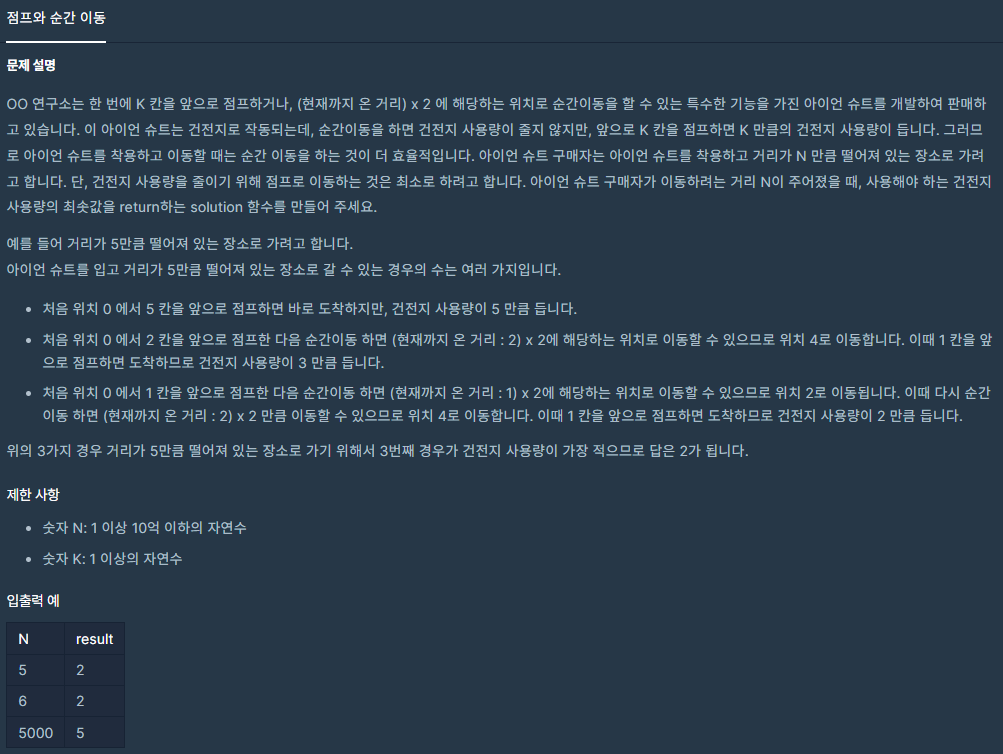 점프와 순간 이동
문제 설명
OO 연구소는 한 번에 K 칸을 앞으로 점프하거나, (현재까지 온 거리) x 2 에 해당하는 위치로 순간이동을 할 수 있는 특수한 기능을 가진 아이언 슈트를 개발하여 판매하
고 있습니다. 이 아이언 슈트는 건전지로 작동되는데, 순간이동을 하면 건전지 사용량이 줄지 않지만, 앞으로 K 칸을 점프하면 K 만큼의 건전지 사용량이 듭니다. 그러므
로 아이언 슈트를 착용하고 이동할 때는 순간 이동을 하는 것이 더 효율적입니다. 아이언 슈트 구매자는 아이언 슈트를 착용하고 거리가 N 만큼 떨어져 있는 장소로 가려
고 합니다. 단, 건전지 사용량을 줄이기 위해 점프로 이동하는 것은 최소로 하려고 합니다. 아이언 슈트 구매자가 이동하려는 거리 N이 주어졌을 때, 사용해야 하는 건전지
사용량의 최솟값을 return하는 solution 함수를 만들어 주세요.
예를 들어 거리가 5만큼 떨어져 있는 장소로 가려고 합니다.
아이언 슈트를 입고 거리가 5만큼 떨어져 있는 장소로 갈 수 있는 경우의 수는 여러 가지입니다.
• 처음 위치 0 에서 5 칸을 앞으로 점프하면 바로 도착하지만, 건전지 사용량이 5 만큼 듭니다.
• 처음 위치 0 에서 2 칸을 앞으로 점프한 다음 순간이동 하면 (현재까지 온 거리 : 2) x 2에 해당하는 위치로 이동할 수 있으므로 위치 4로 이동합니다. 이때 1 칸을 앞
으로 점프하면 도착하므로 건전지 사용량이 3 만큼 듭니다.
• 처음 위치 0 에서 1 칸을 앞으로 점프한 다음 순간이동 하면 (현재까지 온 거리 : 1) x 2에 해당하는 위치로 이동할 수 있으므로 위치 2로 이동됩니다. 이때 다시 순간
이동 하면 (현재까지 온 거리 : 2) x 2 만큼 이동할 수 있으므로 위치 4로 이동합니다. 이때 1 칸을 앞으로 점프하면 도착하므로 건전지 사용량이 2 만큼 듭니다.
위의 3가지 경우 거리가 5만큼 떨어져 있는 장소로 가기 위해서 3번째 경우가 건전지 사용량이 가장 적으므로 답은 2가 됩니다.
제한 사항
• 숫자 N: 1 이상 10억 이하의 자연수
• 숫자 K: 1 이상의 자연수
입출력 예
N result
5 2
6 2
5000 5